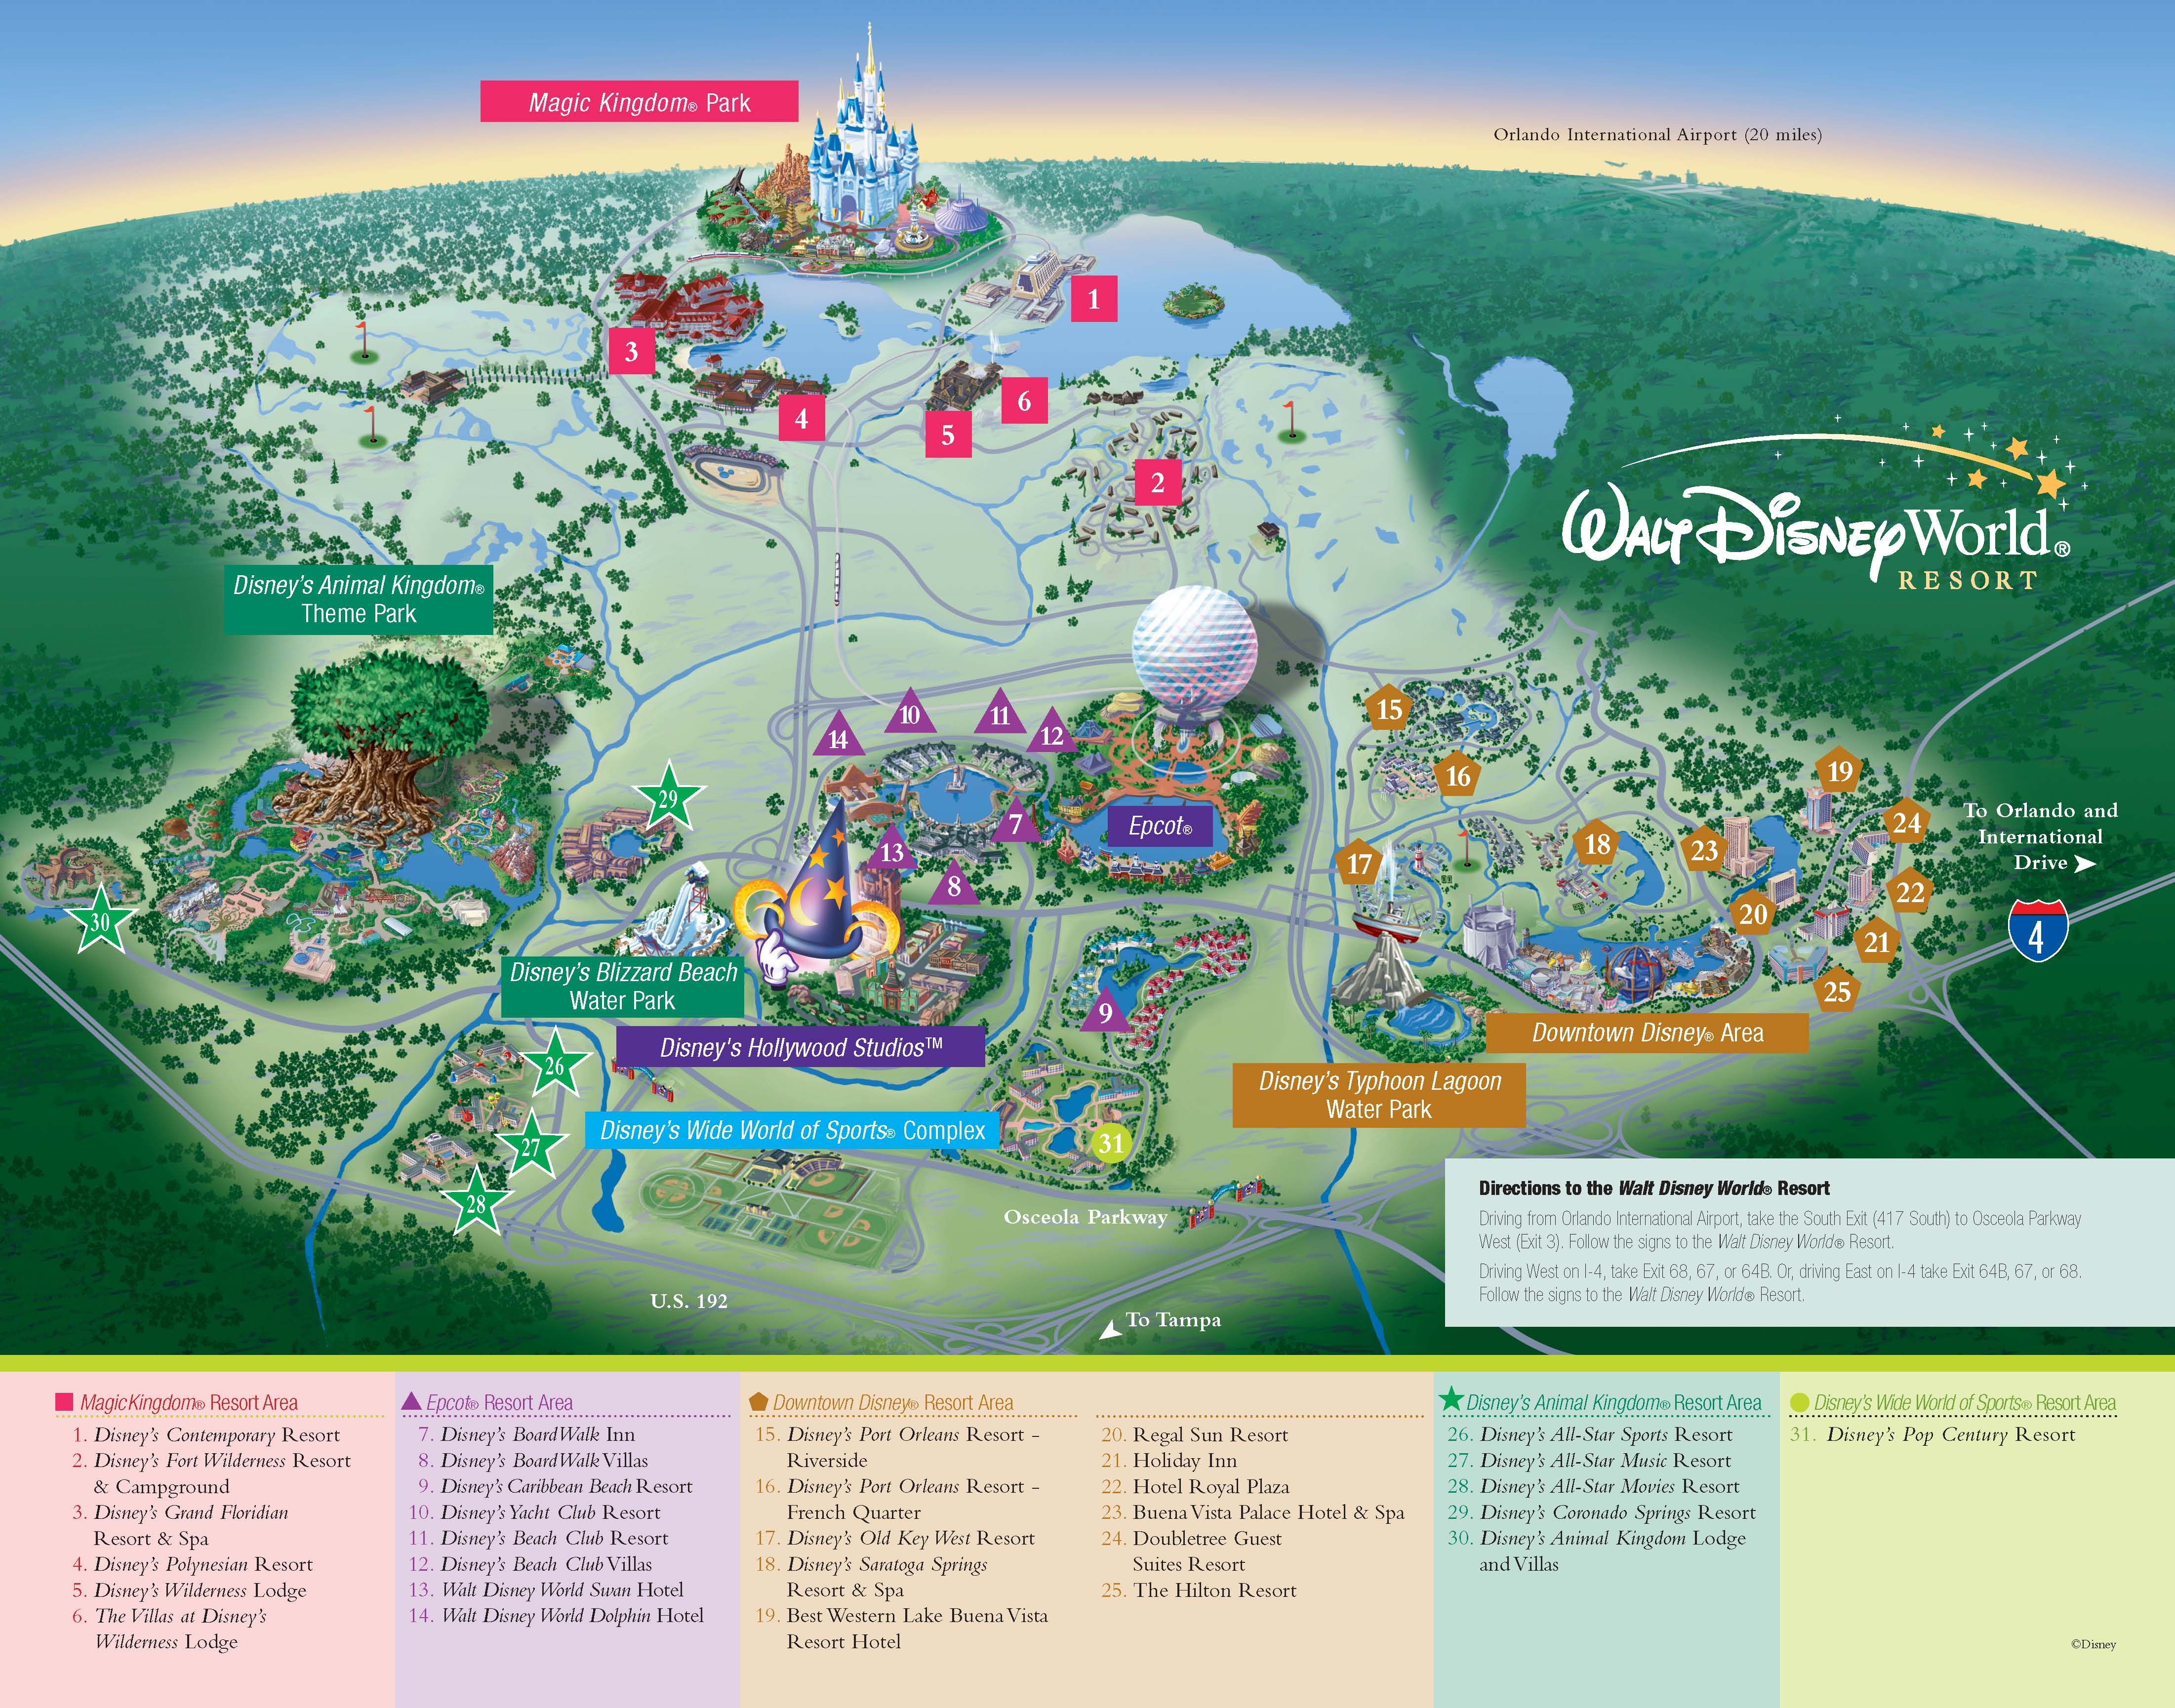 Magic Kingdom® Park
Orlando International Airport (20 miles)
1
3
6
4
5
2
WALT DISNEY World®
RESORT
Disney's Animal Kingdom®
Theme Park
10
11
12
14
15
16
19
29
7
Epcot®
13
8
17
18
23
24
To Orlando and
International
Drive
22
20
21
4
30
25
Disney's Blizzard Beach
Water Park
9
Downtown Disney® Area
Disney's Hollywood Studios™
26
Disney's Typhoon Lagoon
Water Park
Disney's Wide World of Sports® Complex
27
31
28
Osceola Parkway
U.S. 192
To Tampa
Directions to the Walt Disney World® Resort
Driving from Orlando International Airport, take the South Exit (417 South) to Osceola Parkway
West (Exit 3). Follow the signs to the Walt Disney World® Resort.
Driving West on I-4, take Exit 68, 67, or 64B. Or, driving East on I-4 take Exit 64B, 67, or 68.
Follow the signs to the Walt Disney World® Resort.
Magic Kingdom® Resort Area
1. Disney's Contemporary Resort
2. Disney's Fort Wilderness Resort
& Campground
3. Disney's Grand Floridian
Resort & Spa
4. Disney's Polynesian Resort
5. Disney's Wilderness Lodge
6. The Villas at Disney's
Wilderness Lodge
Epcot® Resort Area
7. Disney's BoardWalk Inn
8. Disney's BoardWalk Villas
9. Disney's Caribbean Beach Resort
10. Disney's Yacht Club Resort
11. Disney's Beach Club Resort
12. Disney's Beach Club Villas
13. Walt Disney World Swan Hotel
14. Walt Disney World Dolphin Hotel
Downtown Disney® Resort Area
15. Disney's Port Orleans Resort -
Riverside
16. Disney's Port Orleans Resort -
French Quarter
17. Disney's Old Key West Resort
18. Disney's Saratoga Springs
Resort & Spa
19. Best Western Lake Buena Vista
Resort Hotel
20. Regal Sun Resort
21. Holiday Inn
22. Hotel Royal Plaza
23. Buena Vista Palace Hotel & Spa
24. Doubletree Guest
Suites Resort
25. The Hilton Resort
Disney's Animal Kingdom® Resort Area
26. Disney's All-Star Sports Resort
27. Disney's All-Star Music Resort
28. Disney's All-Star Movies Resort
29. Disney's Coronado Springs Resort
30. Disney's Animal Kingdom Lodge
and Villas
Disney's Wide World of Sports® Resort Area
31. Disney's Pop Century Resort
©Disney